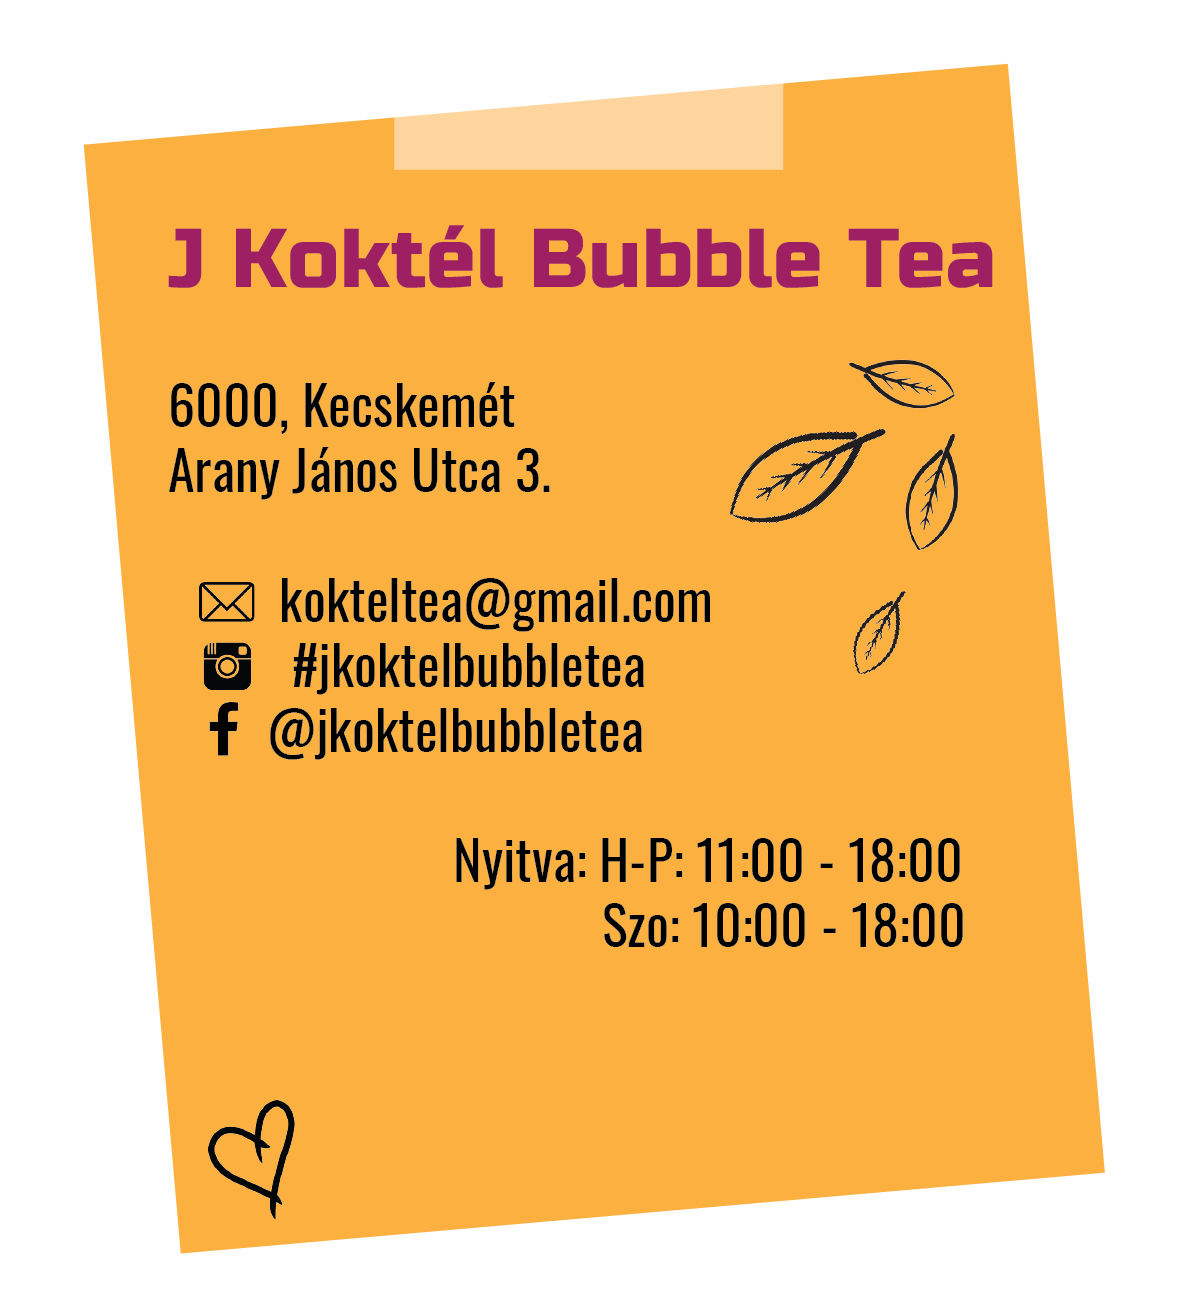 J Koktél Bubble Tea
6000, Kecskemét
Arany János Utca 3.
kokteltea@gmail.com
#jkoktelbubbletea
@jkoktelbubbletea
Nyitva: H-P: 11:00 - 18:00
Szo: 10:00 - 18:00